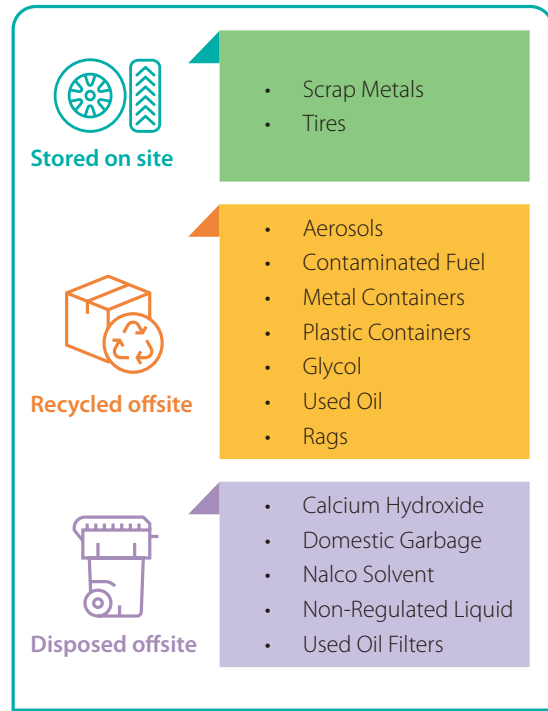 Stored on site
• Scrap Metals
• Tires
Recycled offsite
• Aerosols
• Contaminated Fuel
• Metal Containers
• Plastic Containers
• Glycol
• Used Oil
• Rags
Disposed offsite
• Calcium Hydroxide
• Domestic Garbage
• Nalco Solvent
• Non-Regulated Liquid
• Used Oil Filters